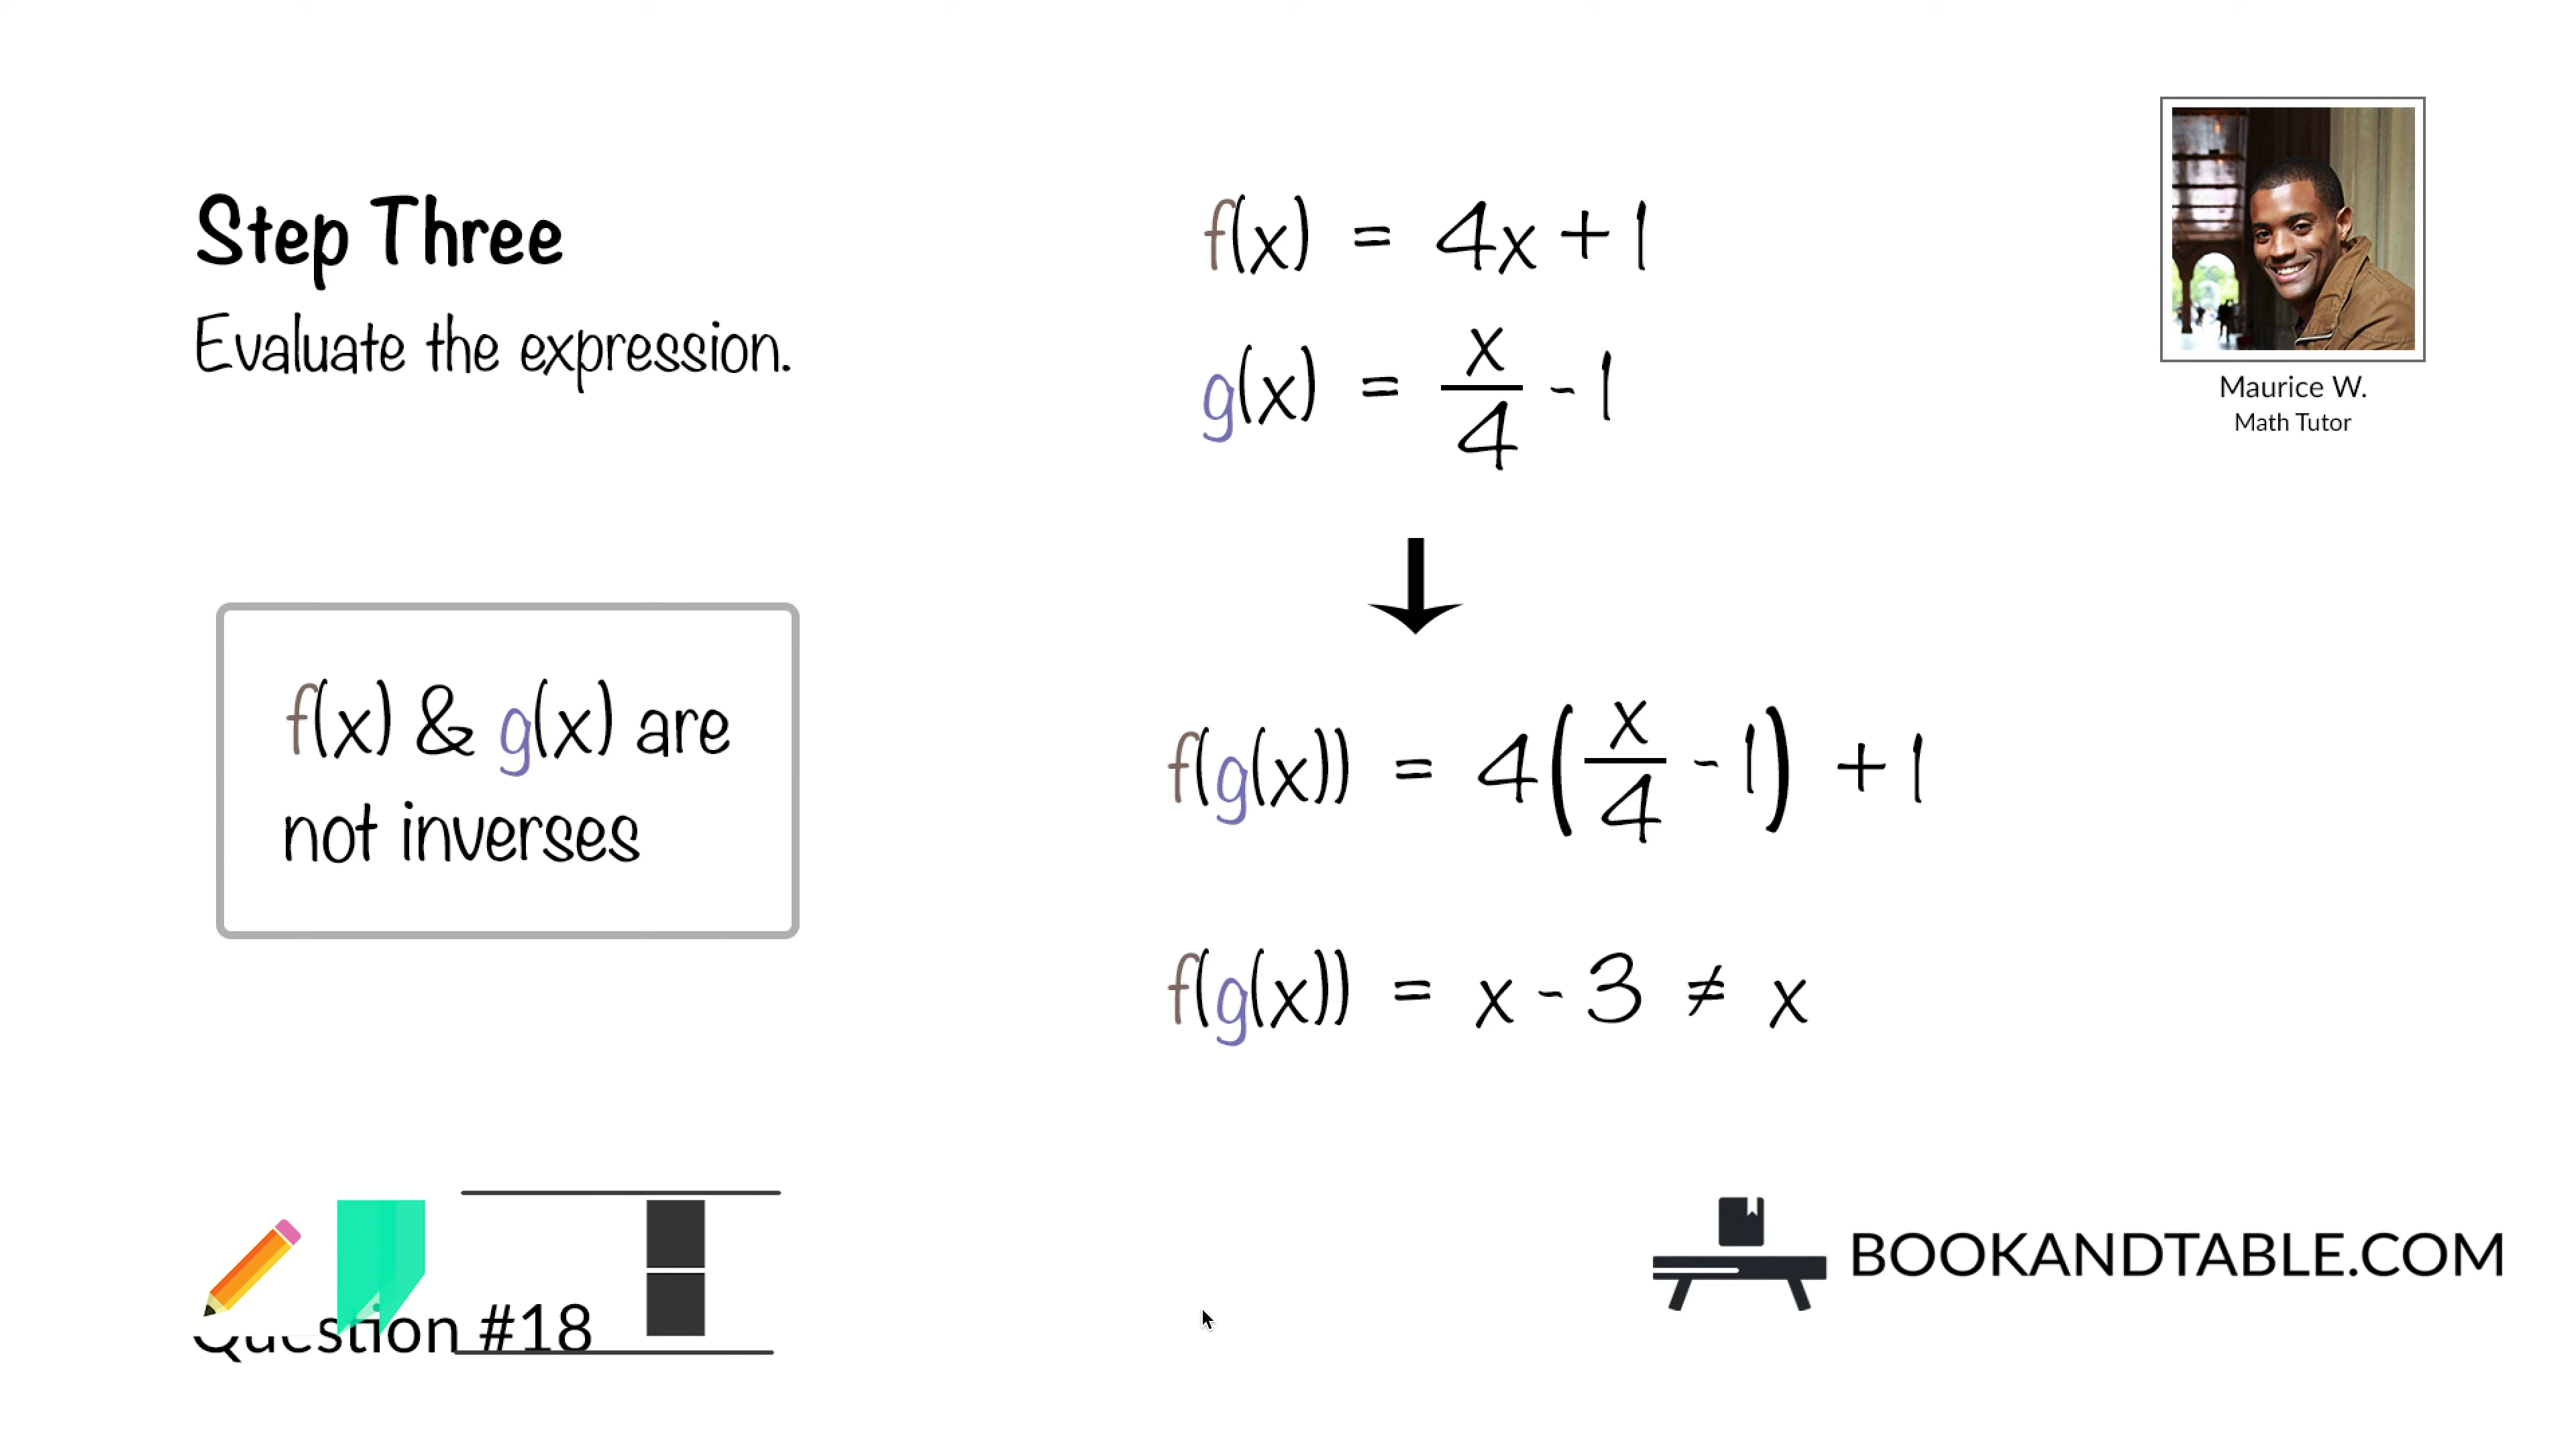 Step Three
Evaluate the expression.
f(x) = 4x + 1
g(x) = x/4 - 1
f(x) & g(x) are
not inverses
f(g(x)) = 4(x/4 - 1) + 1
f(g(x)) = x - 3 ≠ x
Maurice W.
Math Tutor
Question #18
BOOKANDTABLE.COM